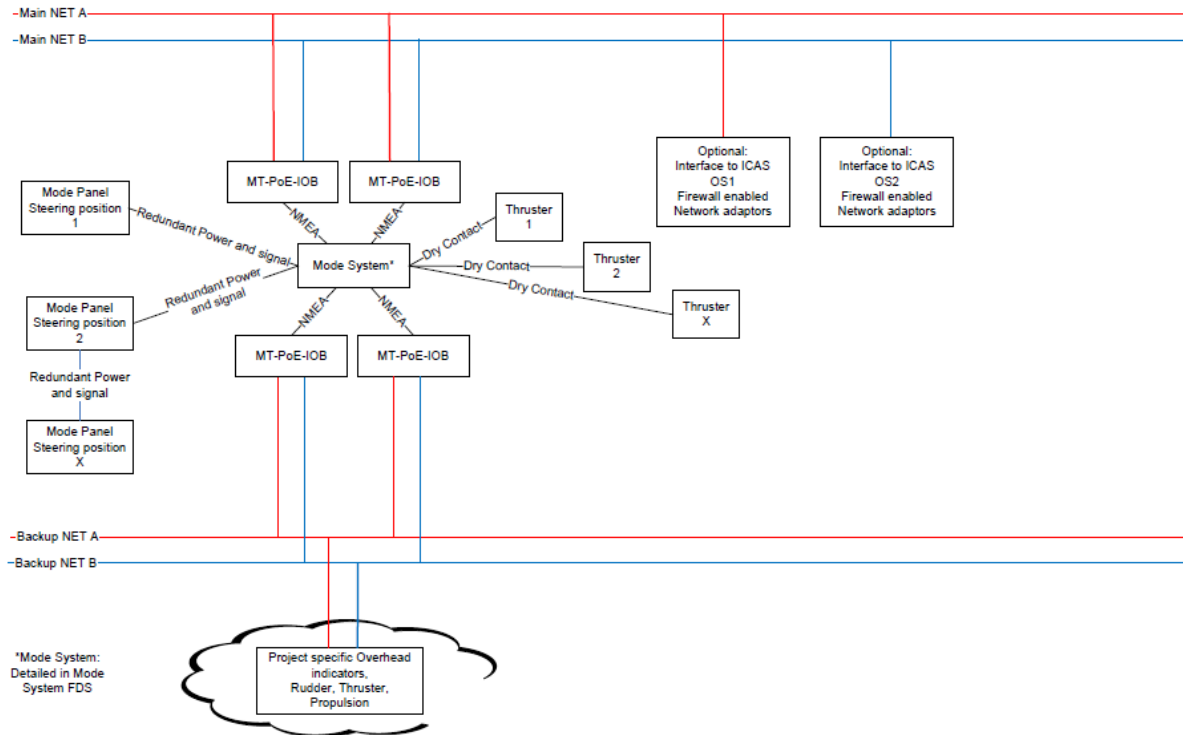 Main NET A
Main NET B
MT-PoE-IOB
MT-PoE-IOB
Optional:
Interface to ICAS
OS1
Firewall enabled
Network adaptors
Optional:
Interface to ICAS
OS2
Firewall enabled
Network adaptors
Mode Panel
Steering position
1
Redundant Power and signal
NMEA
NMEA
Dry Contact
Thruster
1
Mode System*
Dry Contact
Thruster
2
Dry Contact
Thruster
X
Redundant Power
and signal
Mode Panel
Steering position
2
NMEA
NMEA
MT-PoE-IOB
MT-PoE-IOB
Redundant Power
and signal
Mode Panel
Steering position
X
Backup NET A
Backup NET B
*Mode System:
Detailed in Mode
System FDS
Project specific Overhead
indicators,
Rudder, Thruster,
Propulsion